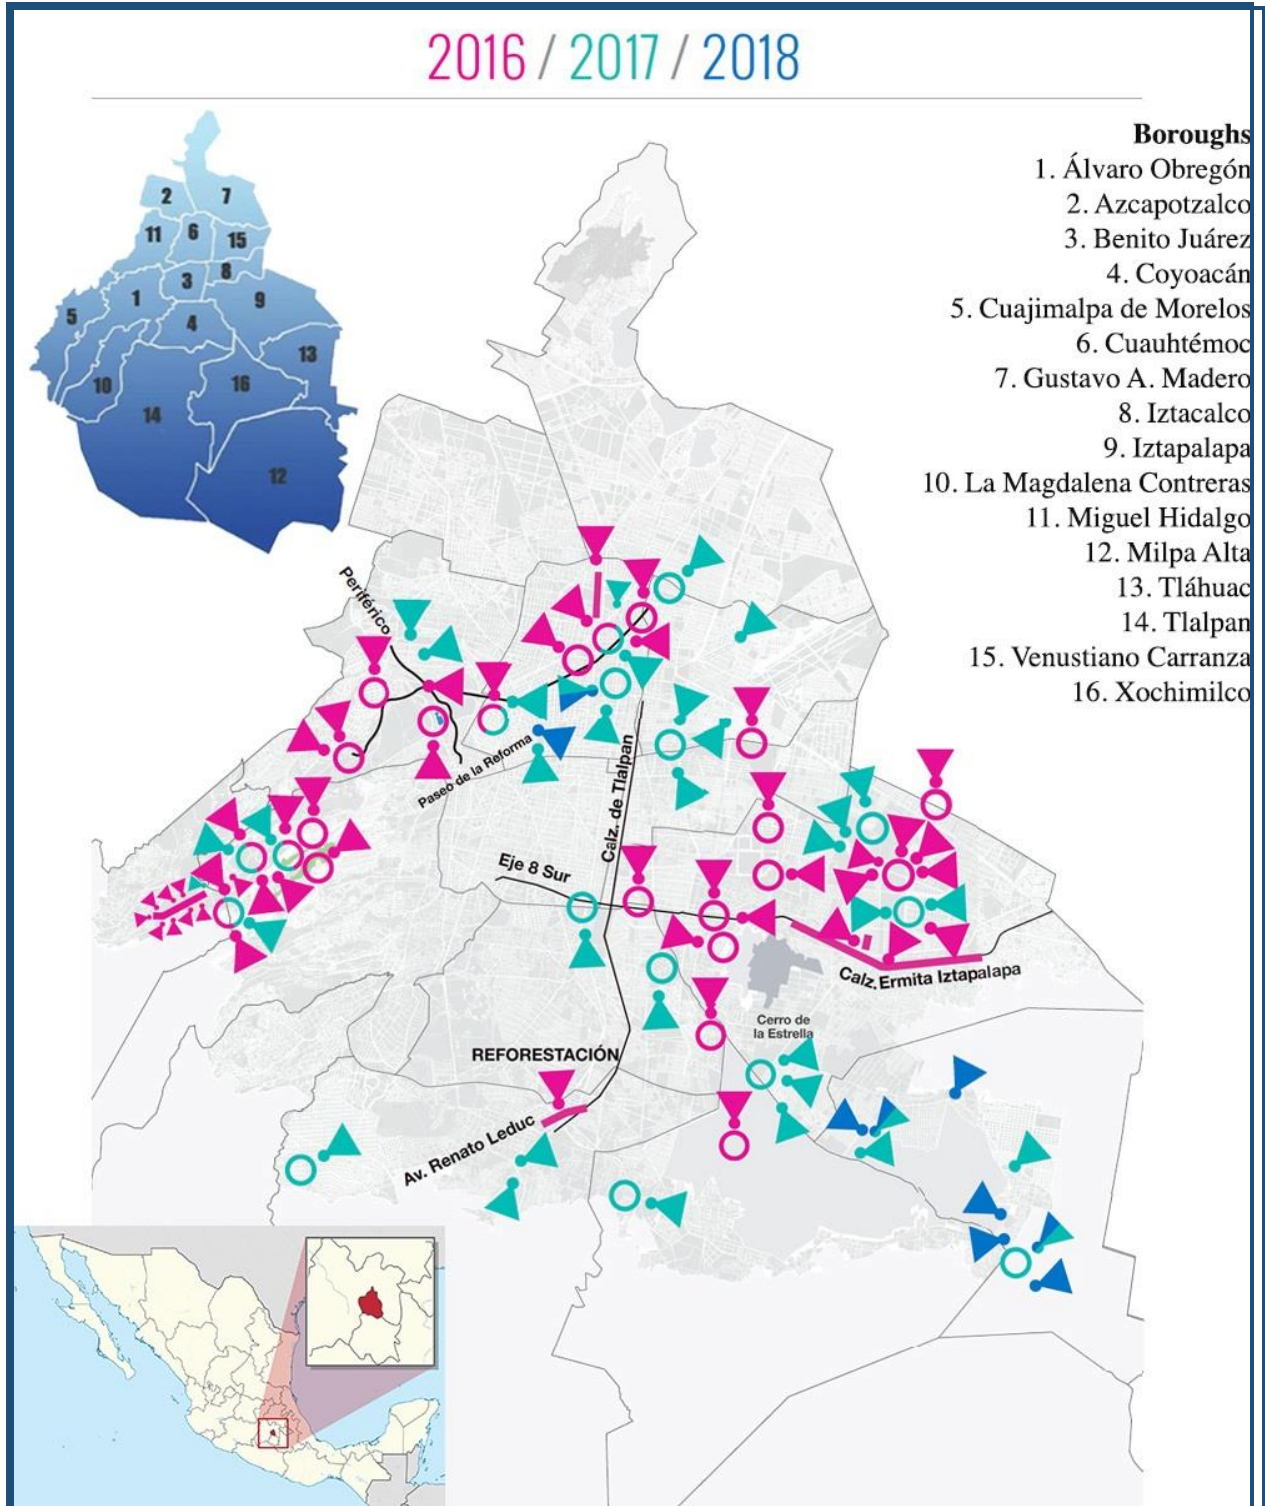 2016 / 2017 / 2018
Boroughs
1. Álvaro Obregón
2. Azcapotzalco
3. Benito Juárez
4. Coyoacán
5. Cuajimalpa de Morelos
6. Cuauhtémoc
7. Gustavo A. Madero
8. Iztacalco
9. Iztapalapa
10. La Magdalena Contreras
11. Miguel Hidalgo
12. Milpa Alta
13. Tláhuac
14. Tlalpan
15. Venustiano Carranza
16. Xochimilco
2
7
11
6
15
3
8
1
9
5
4
13
10
16
14
12
Periférico
Paseo de la Reforma
Calz. de Tlalpan
Eje 8 Sur
Calz. Ermita Iztapalapa
Cerro de
la Estrella
REFORESTACIÓN
Av. Renato Leduc